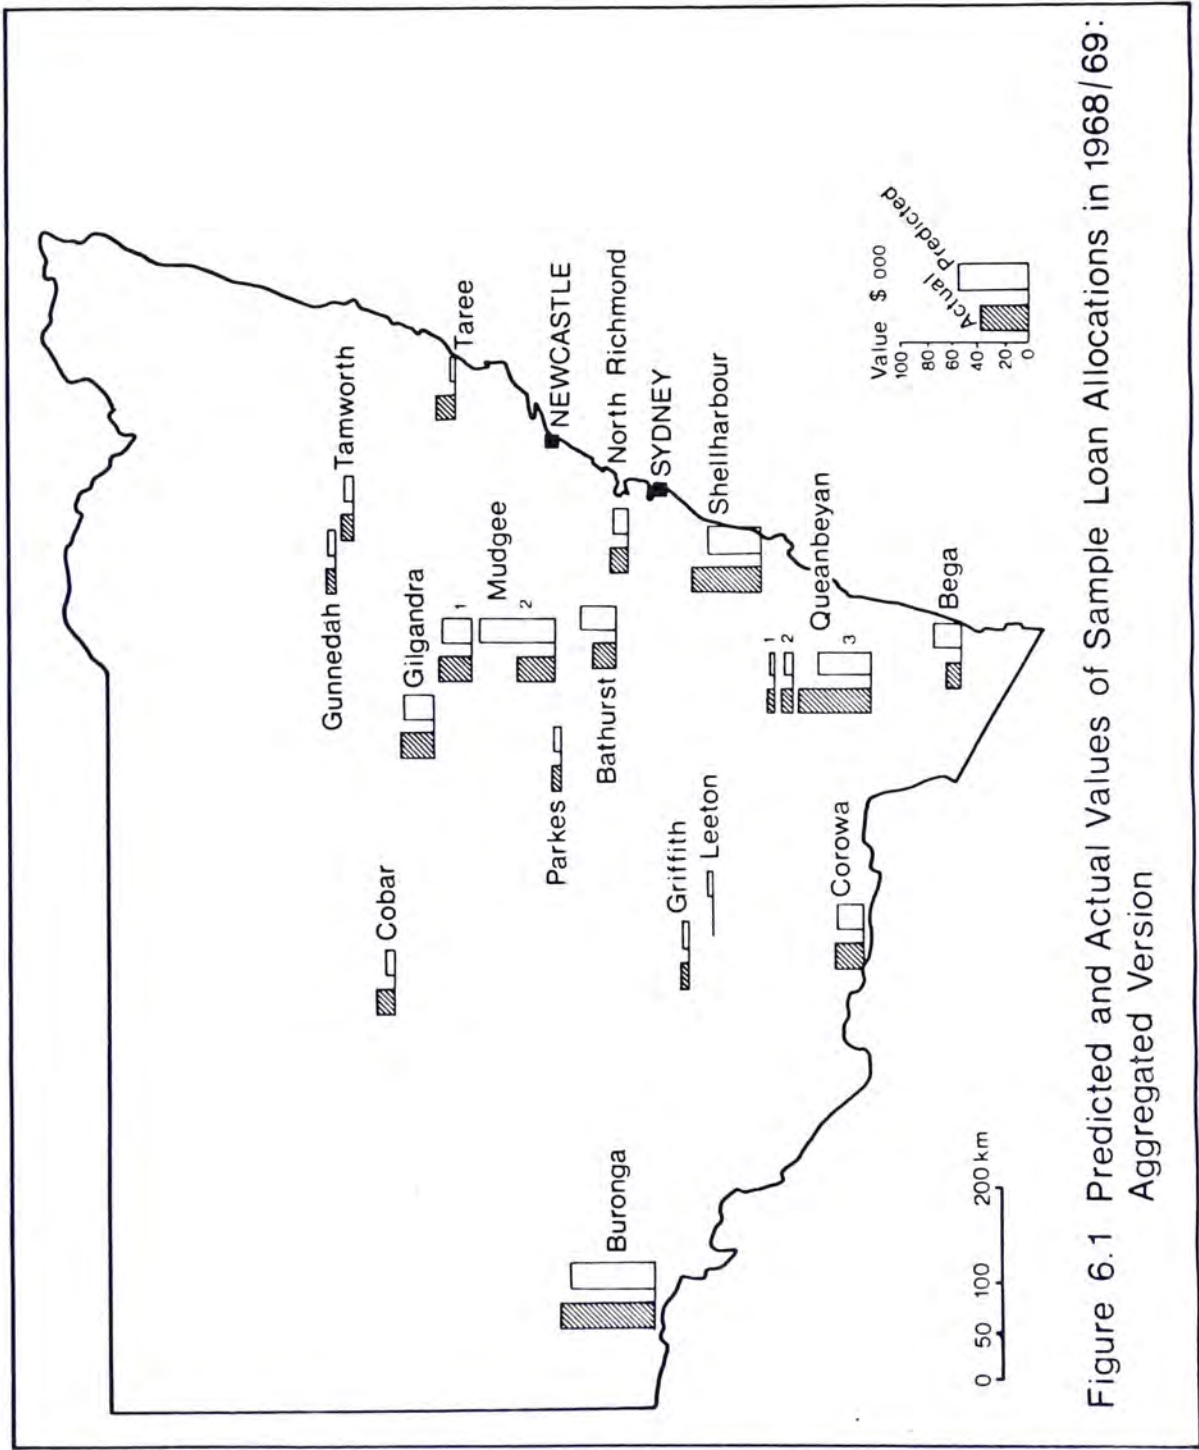 Gunnedah
Tamworth
Taree
Cobar
Gilgandra
1
Mudgee
2
NEWCASTLE
Parkes
Bathurst
North Richmond
SYDNEY
Buronga
Griffith
Leeton
Shellharbour
1
2
Queanbeyan
3
Corowa
Bega
Value $ 000
100
80
60
40
20
0
Actual
Predicted
0 50 100 200 km
Figure 6.1 Predicted and Actual Values of Sample Loan Allocations in 1968/69:
Aggregated Version